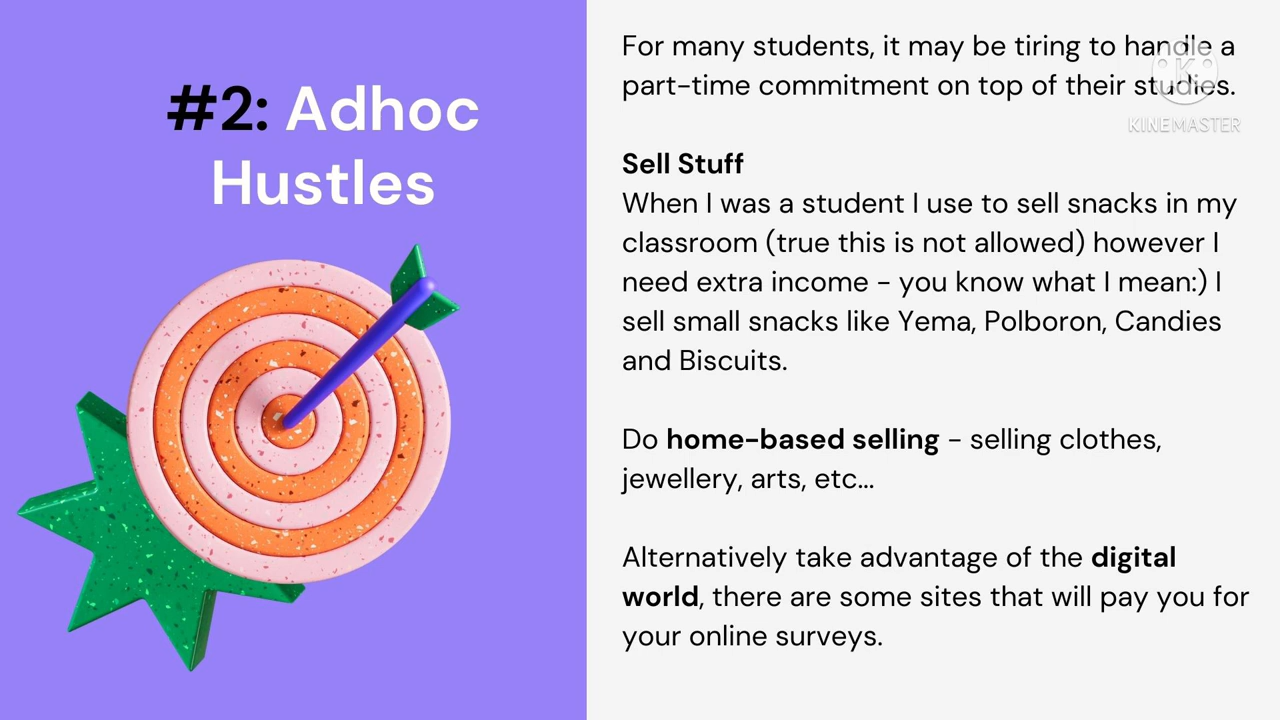 #2: Adhoc
Hustles
For many students, it may be tiring to handle a
part-time commitment on top of their studies.
KINEMASTER
Sell Stuff
When I was a student I use to sell snacks in my
classroom (true this is not allowed) however I
need extra income - you know what I mean:) I
sell small snacks like Yema, Polboron, Candies
and Biscuits.
Do home-based selling - selling clothes,
jewellery, arts, etc...
Alternatively take advantage of the digital
world, there are some sites that will pay you for
your online surveys.